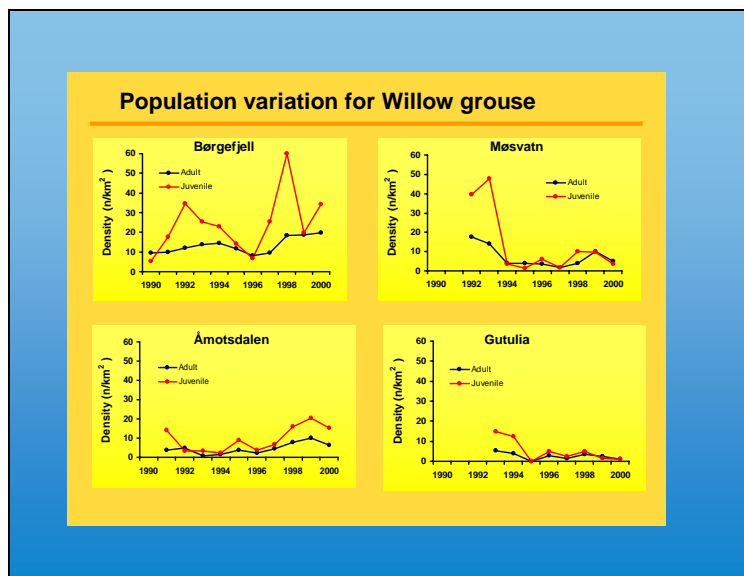 Population variation for Willow grouse
Børgefjell
60
50
40
30
20
10
0
Density (n/km²)
Adult
Juvenile
1990 1992 1994 1996 1998 2000
Møsvatn
60
50
40
30
20
10
0
Density (n/km²)
Adult
Juvenile
1990 1992 1994 1996 1998 2000
Åmotsdalen
60
50
40
30
20
10
0
Density (n/km²)
Adult
Juvenile
1990 1992 1994 1996 1998 2000
Gutulia
60
50
40
30
20
10
0
Density (n/km²)
Adult
Juvenile
1990 1992 1994 1996 1998 2000